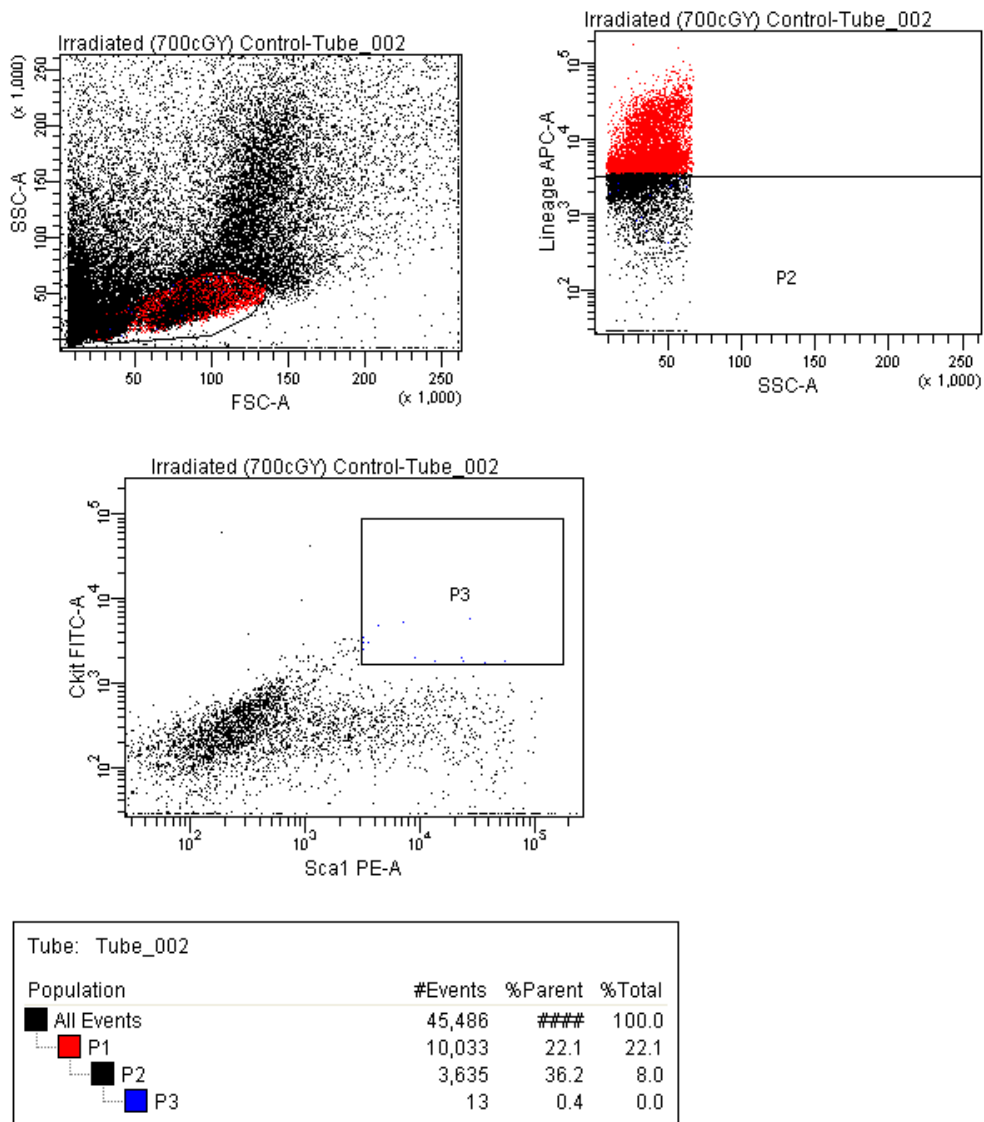 Irradiated (700cGY) Control-Tube_002
SSC-A
(x 1,000)
50 100 150 200 250
50 100 150 200 250
FSC-A
(x 1,000)
Irradiated (700cGY) Control-Tube_002
Lineage APC-A
10^2 10^3 10^4 10^5
P2
50 100 150 200 250
SSC-A
(x 1,000)
Irradiated (700cGY) Control-Tube_002
Ckit FITC-A
10^2 10^3 10^4 10^5
P3
10^2 10^3 10^4 10^5
Sca1 PE-A
Tube: Tube_002
Population #Events %Parent %Total
All Events 45,486 #### 100.0
P1 10,033 22.1 22.1
P2 3,635 36.2 8.0
P3 13 0.4 0.0